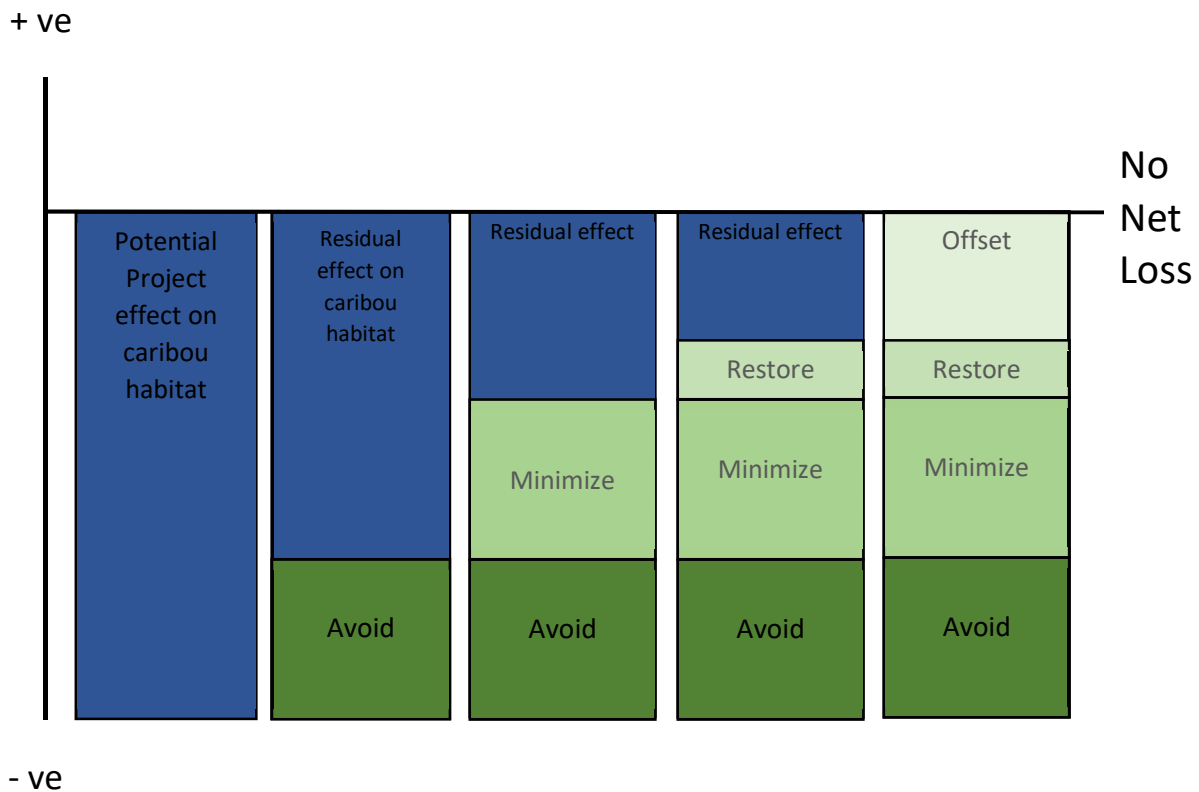 + ve
No
Net
Loss
Potential
Project
effect on
caribou
habitat
Residual
effect on
caribou
habitat
Avoid
Residual effect
Minimize
Avoid
Residual effect
Restore
Minimize
Avoid
Offset
Restore
Minimize
Avoid
- ve